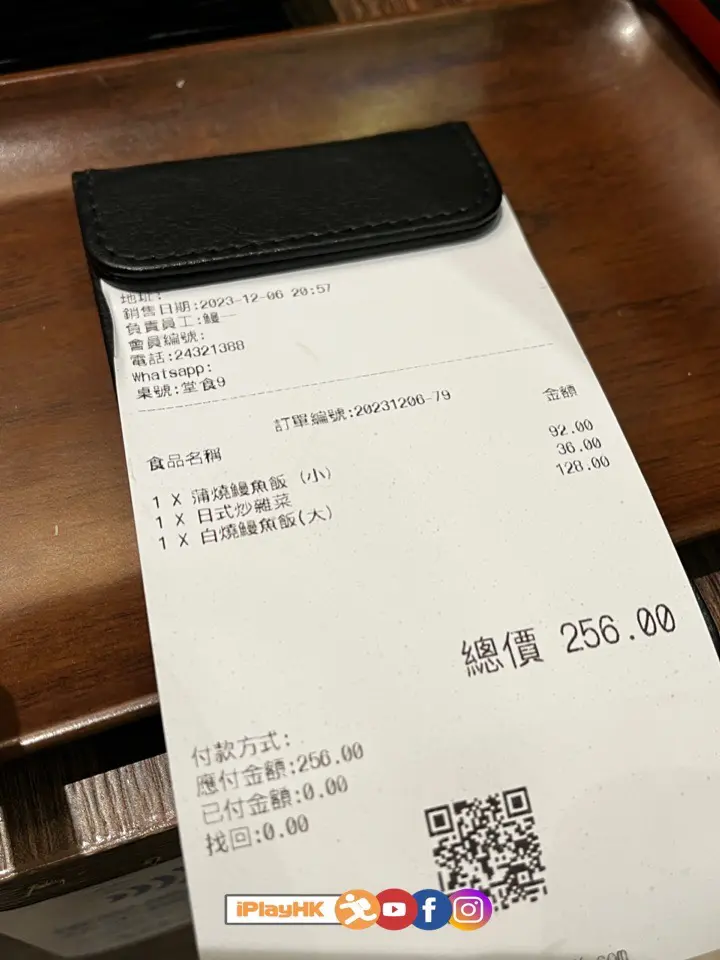 地址:
銷售日期:2023-12-06 20:57
負責員工:鰻一
會員編號:
電話:24321388
Whatsapp:
桌號:堂食9
訂單編號:20231206-79
食品名稱 金額
1 X 蒲燒鰻魚飯 (小) 92.00
1 X 日式炒雜菜 36.00
1 X 白燒鰻魚飯(大) 128.00
總價 256.00
付款方式:
應付金額:256.00
已付金額:0.00
找回:0.00
iPlayHK
.com